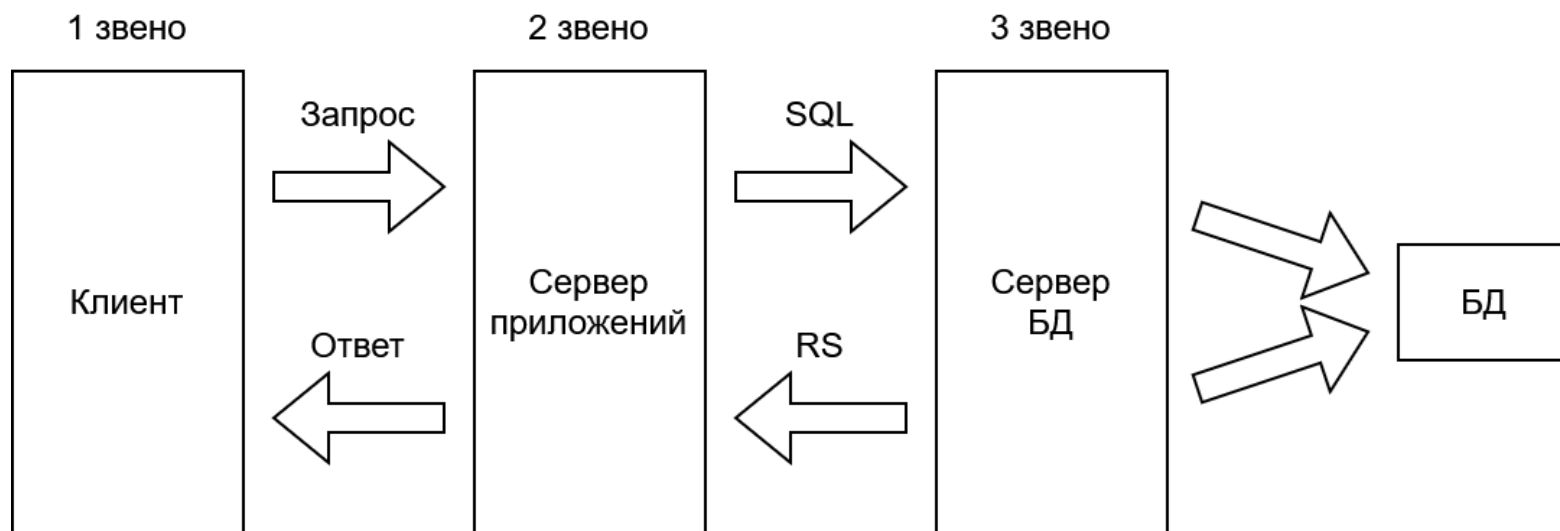 1 звено
2 звено
3 звено
Запрос
SQL
Клиент
Сервер
приложений
Сервер
БД
БД
Ответ
RS